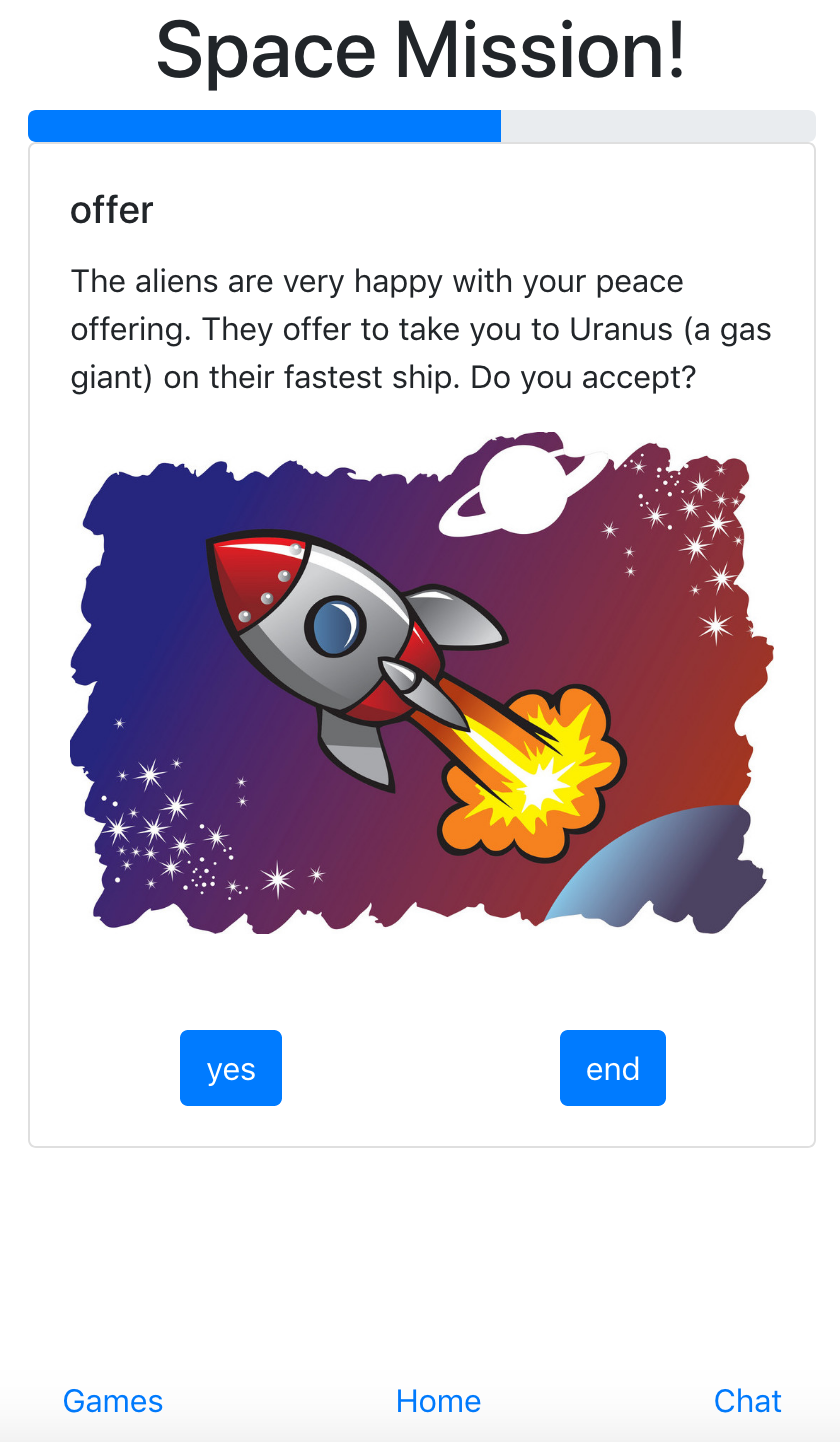 Space Mission!
offer
The aliens are very happy with your peace
offering. They offer to take you to Uranus (a gas
giant) on their fastest ship. Do you accept?
yes
end
Games
Home
Chat